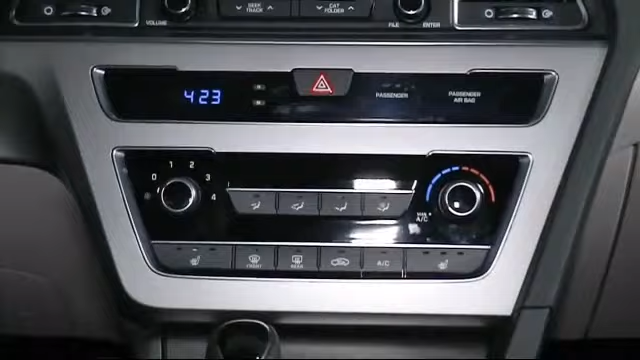 VOLUME
SEEK
TRACK
CAT
FOLDER
FILE
ENTER
4:23
PASSENGER
PASSENGER
AIR BAG
0 1 2 3 4
MAX
A/C
FRONT
REAR
A/C